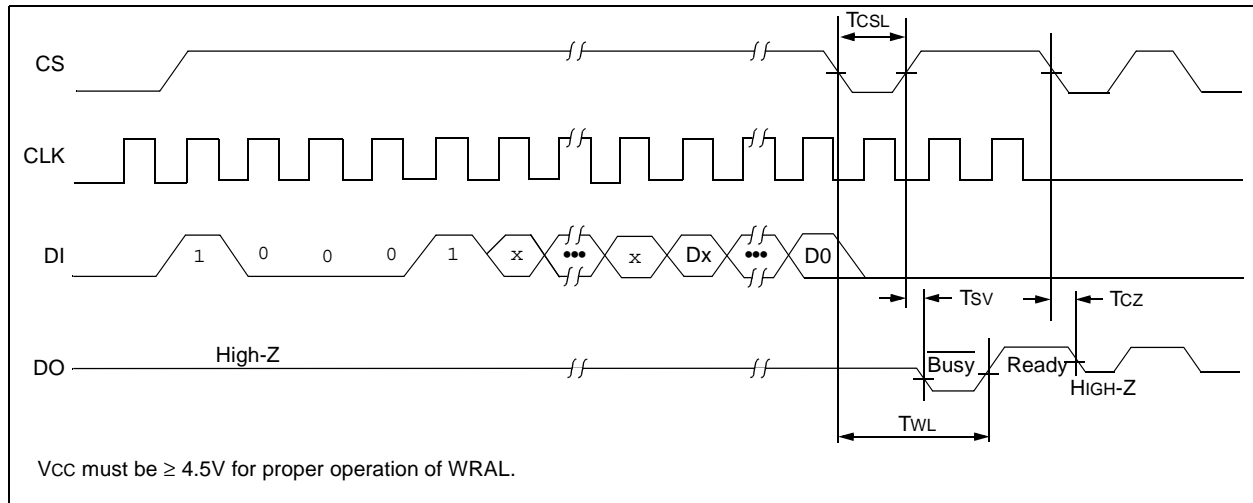 TCSL
CS
CLK
DI 1 0 0 0 1 x ••• x Dx ••• D0
TSV TCZ
DO High-Z Busy Ready HIGH-Z
TWL
VCC must be ≥ 4.5V for proper operation of WRAL.